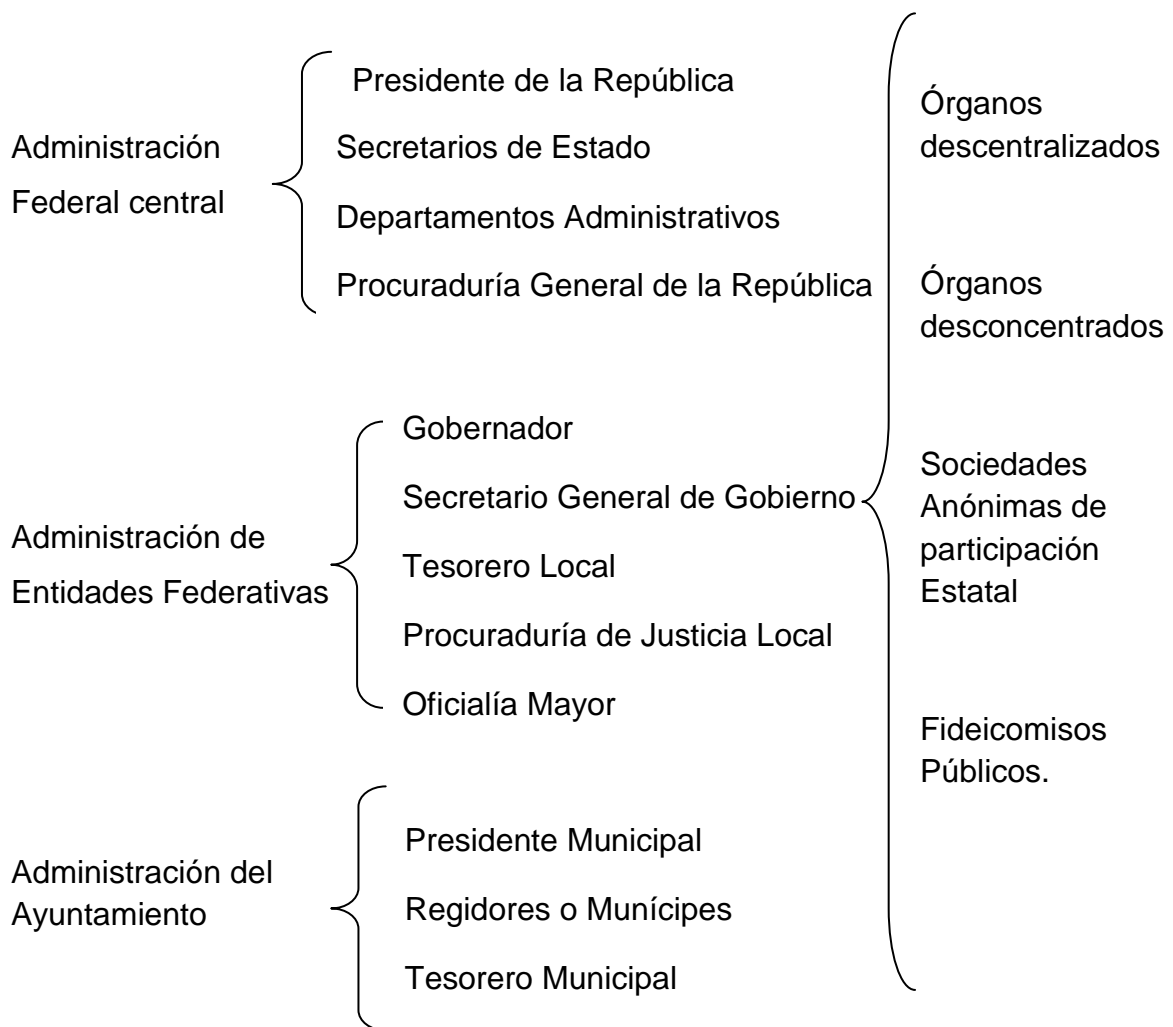 Administración
Federal central
Presidente de la República
Secretarios de Estado
Departamentos Administrativos
Procuraduría General de la República
Administración de
Entidades Federativas
Gobernador
Secretario General de Gobierno
Tesorero Local
Procuraduría de Justicia Local
Oficialía Mayor
Administración del
Ayuntamiento
Presidente Municipal
Regidores o Munícipes
Tesorero Municipal
Órganos
descentralizados
Órganos
desconcentrados
Sociedades
Anónimas de
participación
Estatal
Fideicomisos
Públicos.